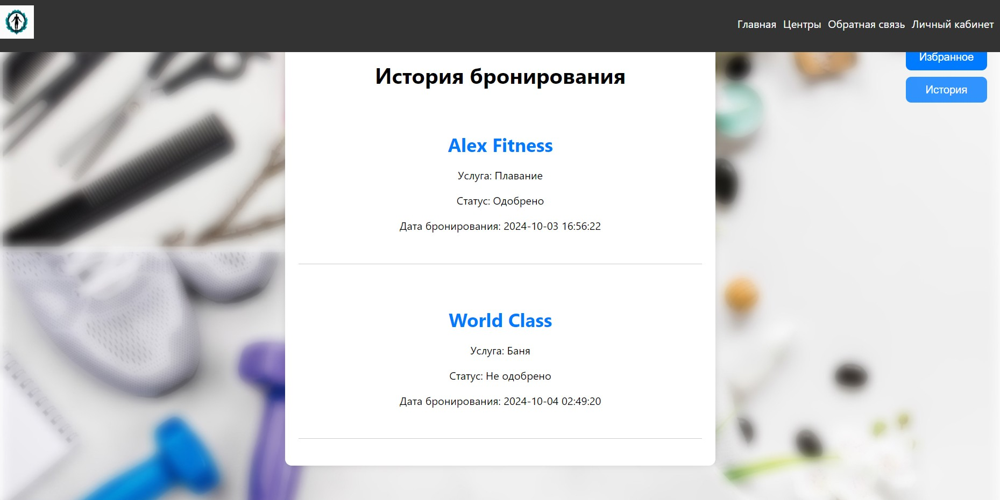 Главная Центры Обратная связь Личный кабинет
Избранное
История
История бронирования
Alex Fitness
Услуга: Плавание
Статус: Одобрено
Дата бронирования: 2024-10-03 16:56:22
World Class
Услуга: Баня
Статус: Не одобрено
Дата бронирования: 2024-10-04 02:49:20